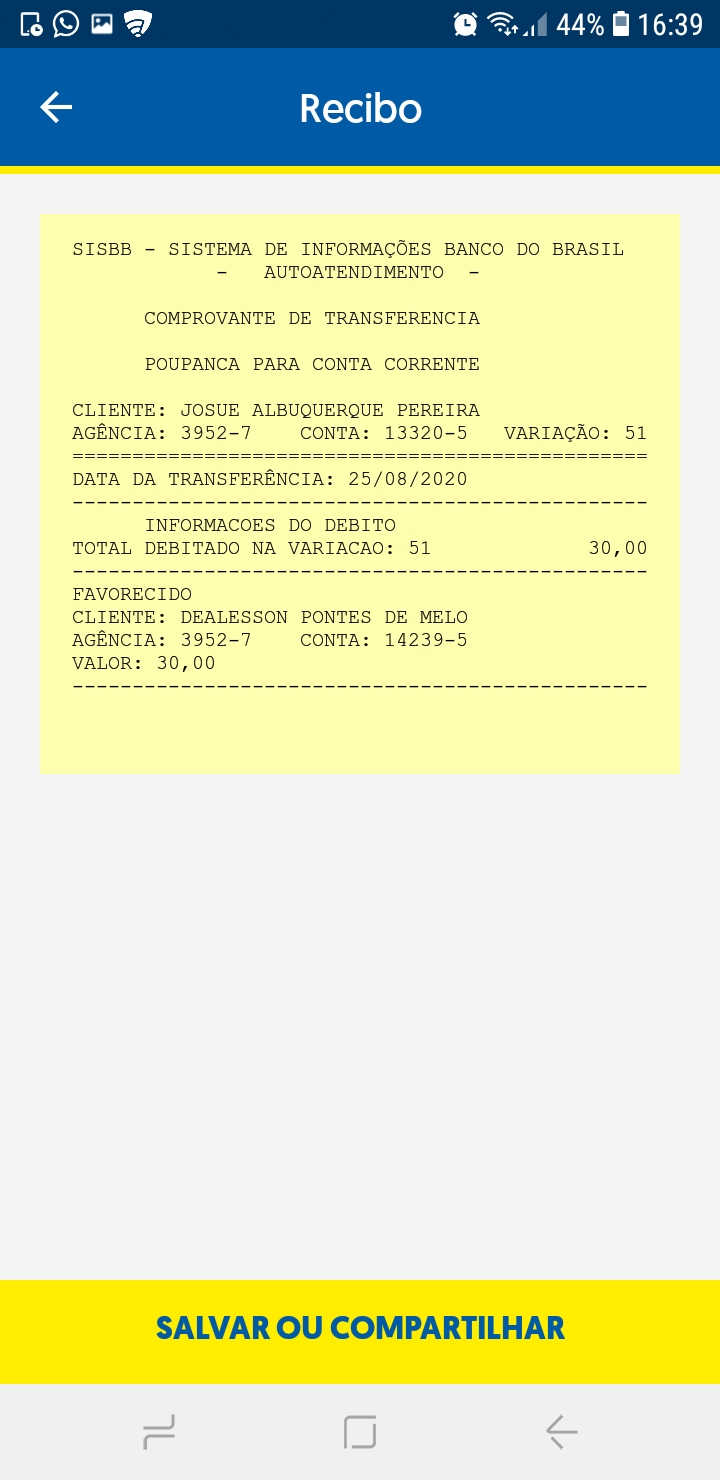 44% 16:39
Recibo
SISBB - SISTEMA DE INFORMAÇÕES BANCO DO BRASIL
- AUTOATENDIMENTO -
COMPROVANTE DE TRANSFERENCIA
POUPANCA PARA CONTA CORRENTE
CLIENTE: JOSUE ALBUQUERQUE PEREIRA
AGÊNCIA: 3952-7 CONTA: 13320-5 VARIAÇÃO: 51
================================================
DATA DA TRANSFERÊNCIA: 25/08/2020
------------------------------------------------
INFORMACOES DO DEBITO
TOTAL DEBITADO NA VARIACAO: 51 30,00
------------------------------------------------
FAVORECIDO
CLIENTE: DEALESSON PONTES DE MELO
AGÊNCIA: 3952-7 CONTA: 14239-5
VALOR: 30,00
------------------------------------------------
SALVAR OU COMPARTILHAR